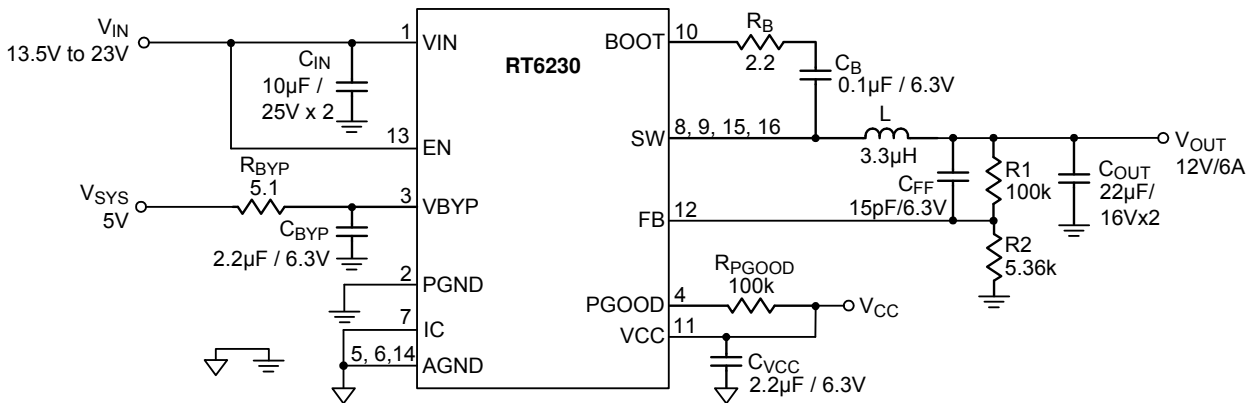 V_IN
13.5V to 23V
1
VIN
C_IN
10µF /
25V x 2
13
EN
R_BYP
5.1
V_SYS
5V
3
VBYP
C_BYP
2.2µF / 6.3V
2
PGND
7
IC
5, 6,14
AGND
RT6230
BOOT
10
R_B
2.2
C_B
0.1µF / 6.3V
SW
8, 9, 15, 16
L
3.3µH
V_OUT
12V/6A
C_FF
15pF/6.3V
R1
100k
C_OUT
22µF/
16Vx2
FB
12
R2
5.36k
R_PGOOD
100k
PGOOD
4
V_CC
VCC
11
C_VCC
2.2µF / 6.3V